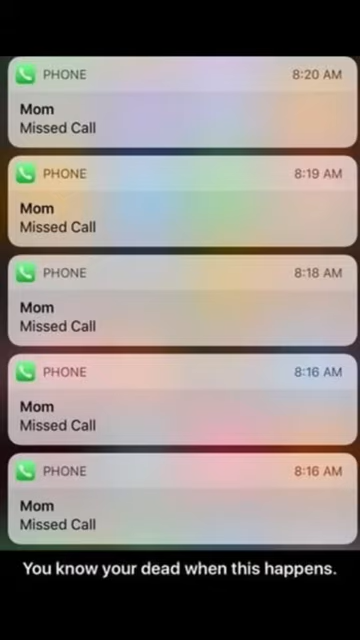 PHONE 8:20 AM
Mom
Missed Call
PHONE 8:19 AM
Mom
Missed Call
PHONE 8:18 AM
Mom
Missed Call
PHONE 8:16 AM
Mom
Missed Call
PHONE 8:16 AM
Mom
Missed Call
You know your dead when this happens.